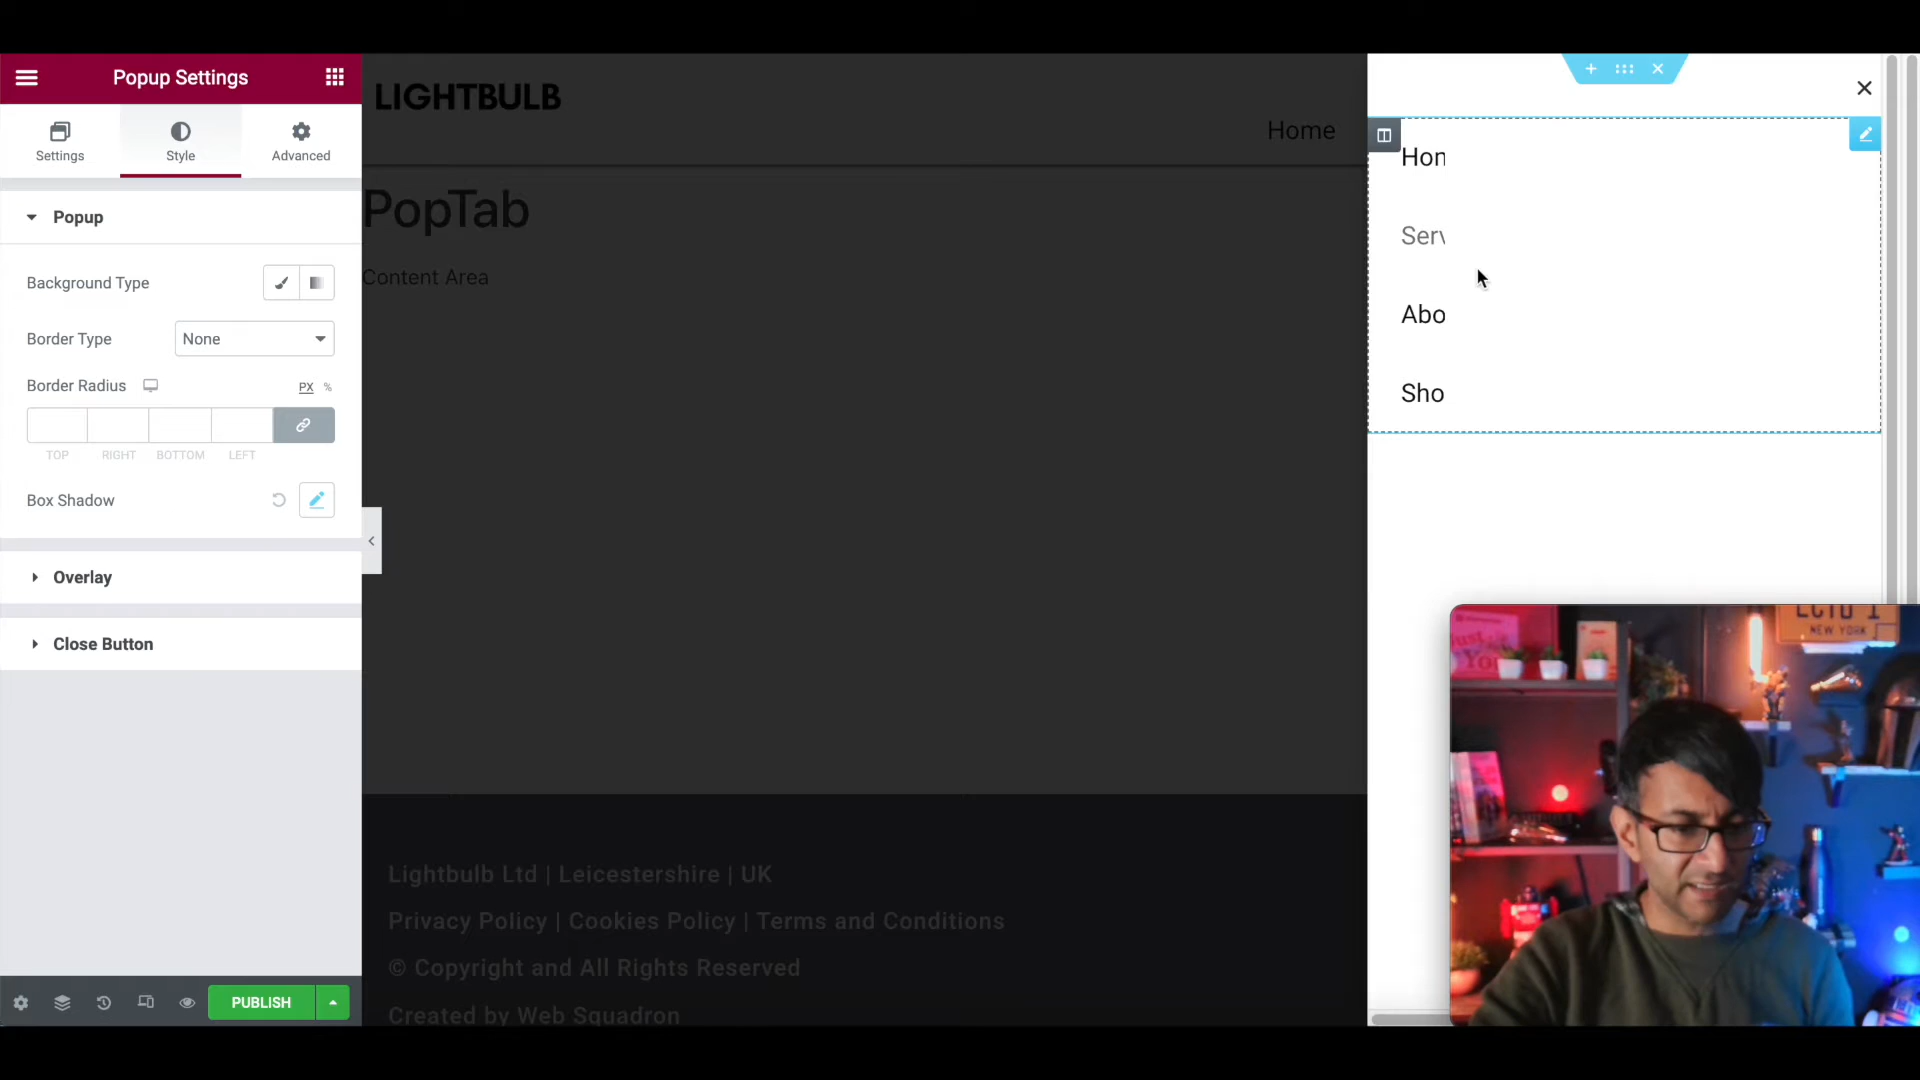 Popup Settings
Settings
Style
Advanced
Popup
Background Type
Border Type
None
Border Radius
PX %
TOP RIGHT BOTTOM LEFT
Box Shadow
Overlay
Close Button
PUBLISH
LIGHTBULB
Home
PopTab
Content Area
Lightbulb Ltd | Leicestershire | UK
Privacy Policy | Cookies Policy | Terms and Conditions
© Copyright and All Rights Reserved
Created by Web Squadron
Hon
Serv
Abo
Sho
NEW YORK